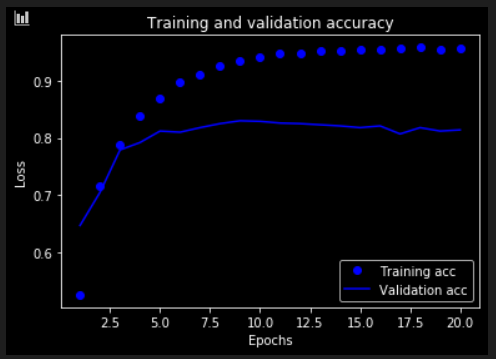 Training and validation accuracy
0.9
0.8
0.7
0.6
Loss
2.5 5.0 7.5 10.0 12.5 15.0 17.5 20.0
Epochs
Training acc
Validation acc